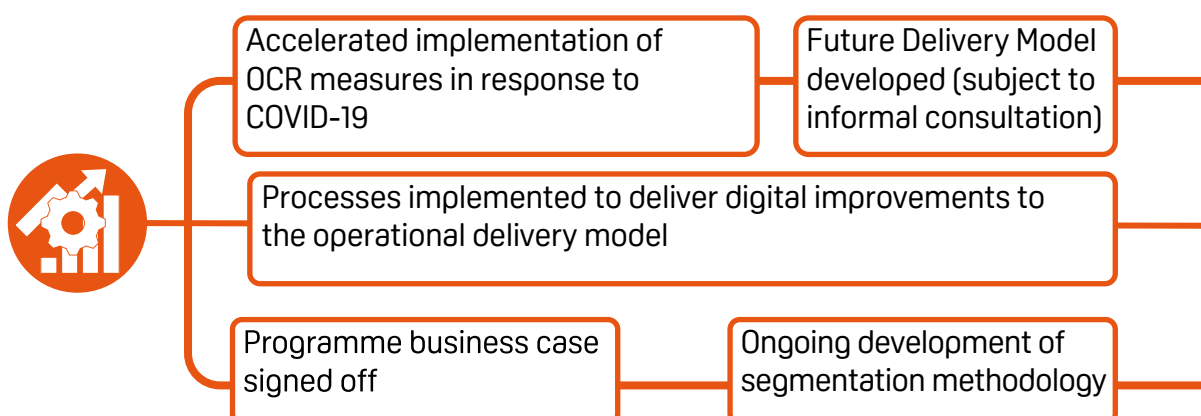 Accelerated implementation of
OCR measures in response to
COVID-19
Future Delivery Model
developed (subject to
informal consultation)
Processes implemented to deliver digital improvements to
the operational delivery model
Programme business case
signed off
Ongoing development of
segmentation methodology